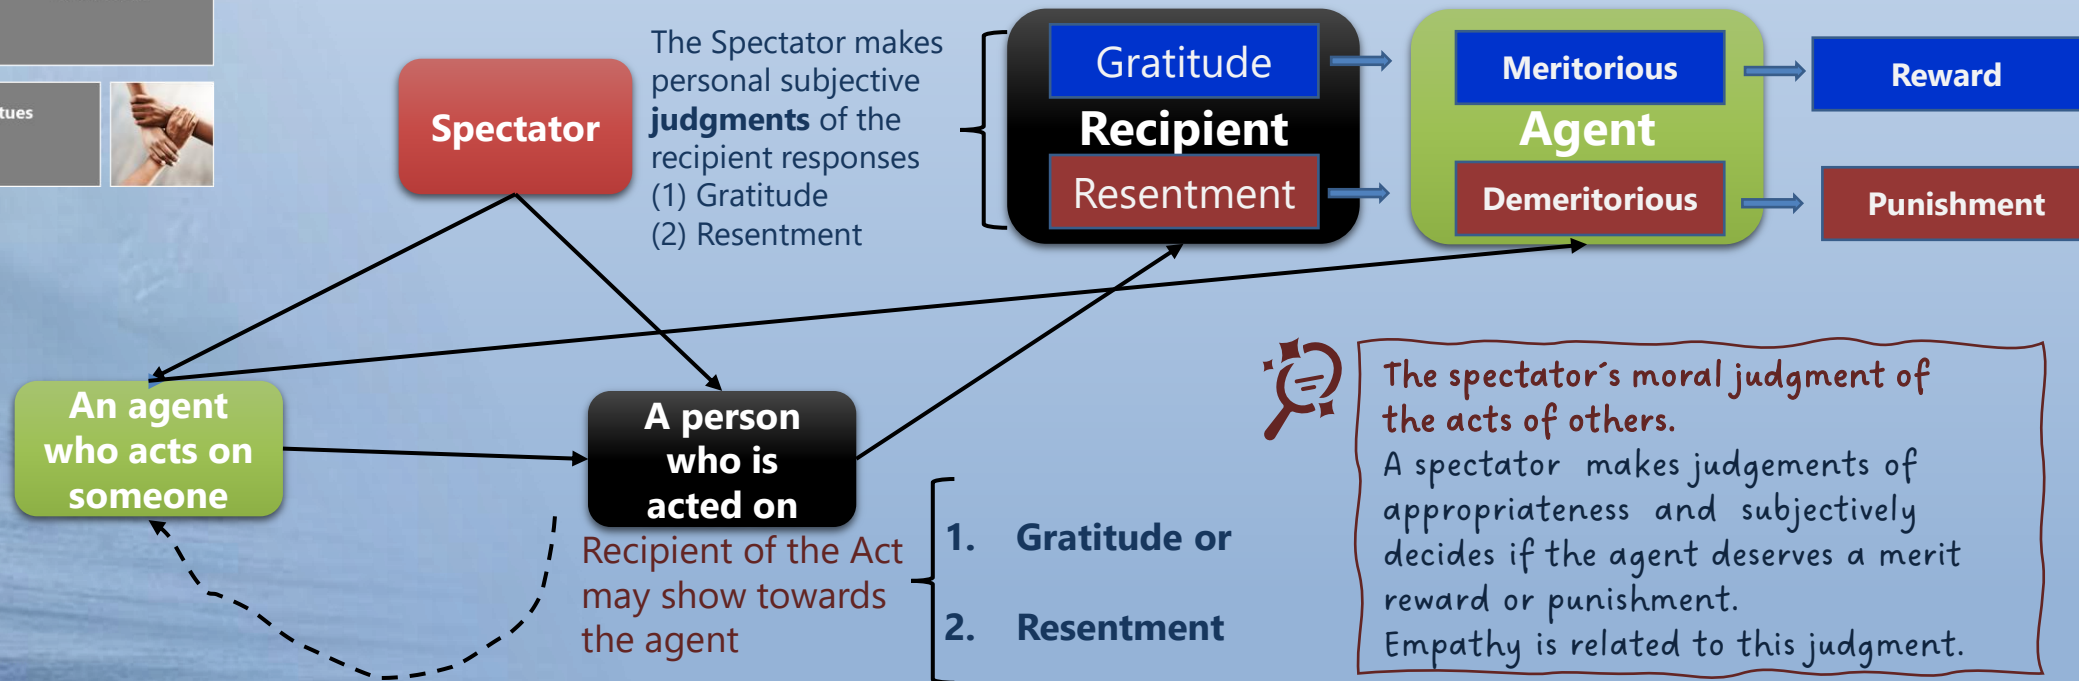 tues
Spectator
The Spectator makes
personal subjective
judgments of the
recipient responses
(1) Gratitude
(2) Resentment
Gratitude
Recipient
Resentment
Meritorious
Agent
Demeritorious
Reward
Punishment
An agent
who acts on
someone
A person
who is
acted on
Recipient of the Act
may show towards
the agent
1. Gratitude or
2. Resentment
The spectator´s moral judgment of
the acts of others.
A spectator makes judgements of
appropriateness and subjectively
decides if the agent deserves a merit
reward or punishment.
Empathy is related to this judgment.